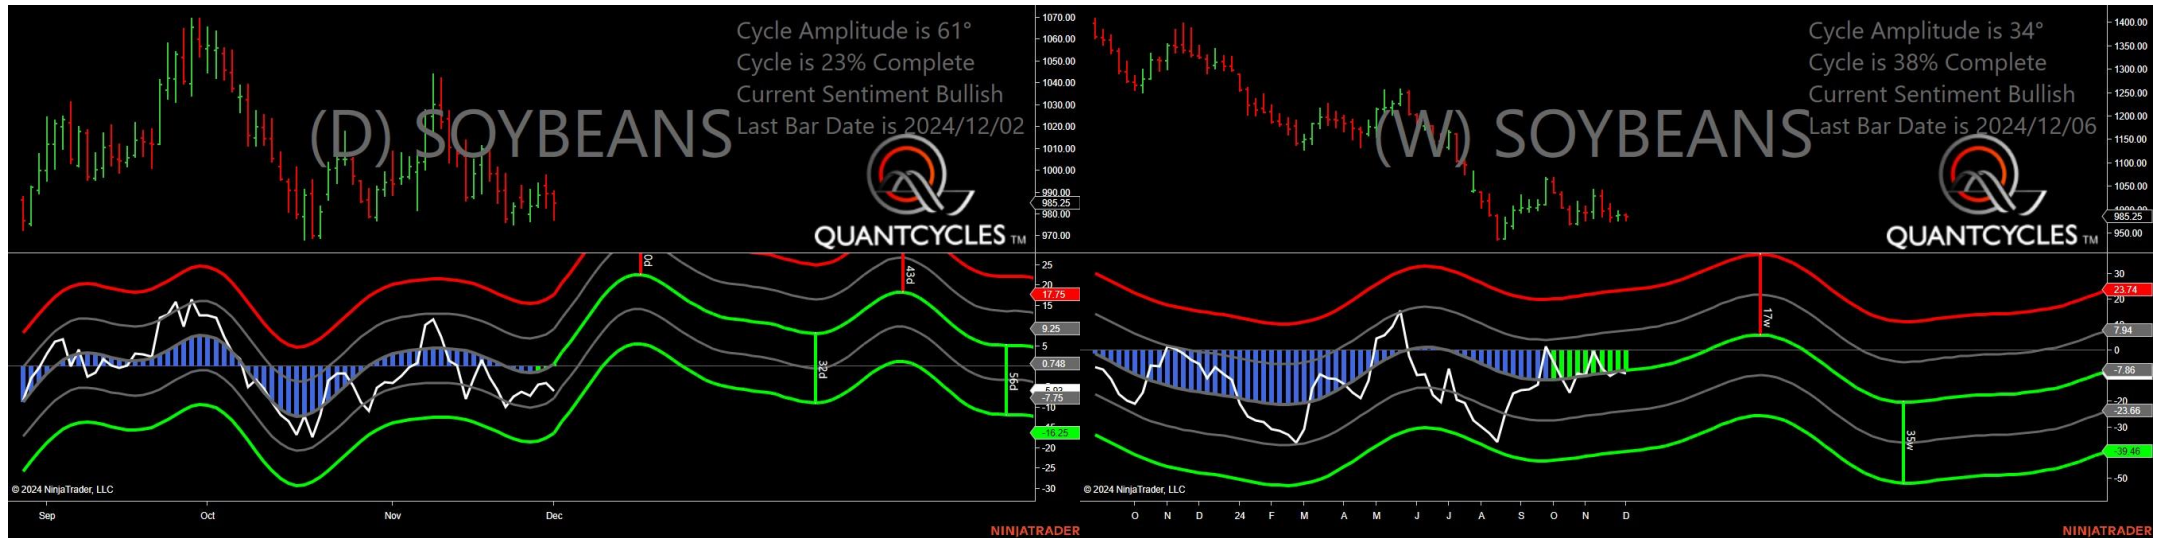 Cycle Amplitude is 61°
Cycle is 23% Complete
Current Sentiment Bullish
Last Bar Date is 2024/12/02
(D) SOYBEANS
QUANTCYCLES TM
1070.00
1060.00
1050.00
1040.00
1030.00
1020.00
1010.00
1000.00
990.00
985.25
980.00
970.00
25
20
17.75
15
9.25
5
0.748
-7.75
-10
-16.25
-20
-25
-30
0d
43d
32d
56d
© 2024 NinjaTrader, LLC
Sep
Oct
Nov
Dec
NINJATRADER
Cycle Amplitude is 34°
Cycle is 38% Complete
Current Sentiment Bullish
Last Bar Date is 2024/12/06
(W) SOYBEANS
QUANTCYCLES TM
1400.00
1350.00
1300.00
1250.00
1200.00
1150.00
1100.00
1050.00
985.25
950.00
30
23.74
20
7.94
0
-7.86
-20
-23.66
-30
-39.46
-50
17w
35w
© 2024 NinjaTrader, LLC
O
N
D
24
F
M
A
M
J
J
A
S
O
N
D
NINJATRADER